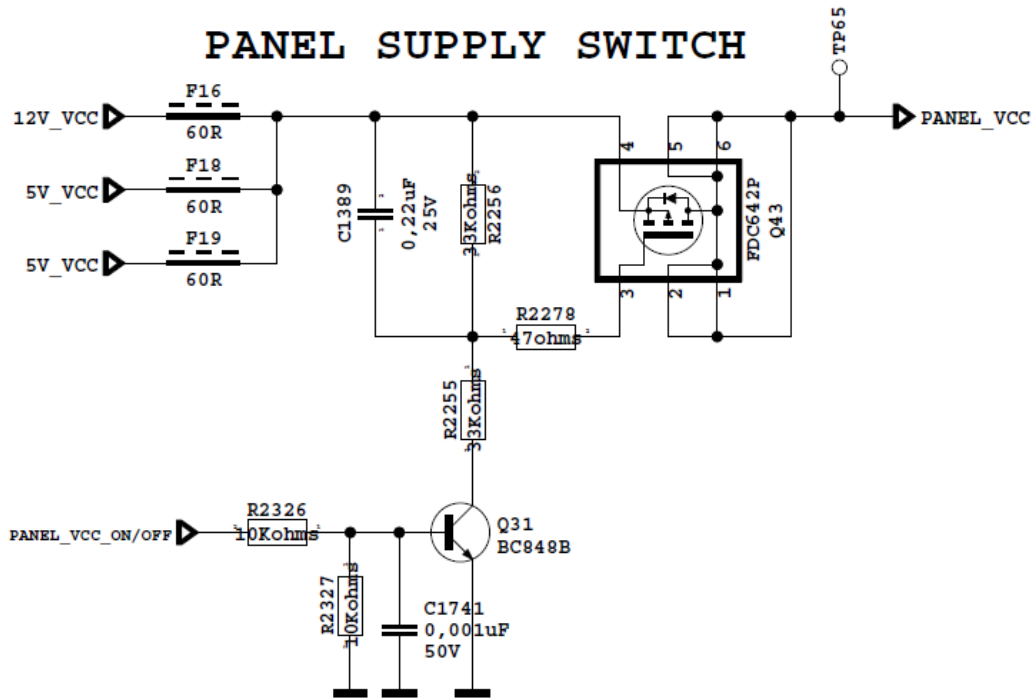 PANEL SUPPLY SWITCH
TP65
F16
12V_VCC
60R
PANEL_VCC
F18
5V_VCC
60R
F19
5V_VCC
60R
C1389
0,22uF
25V
33Kohms
R2256
4
5
6
FDC642P
Q43
3
2
1
R2278
47ohms
R2255
33Kohms
R2326
PANEL_VCC_ON/OFF
10Kohms
Q31
BC848B
R2327
10Kohms
C1741
0,001uF
50V